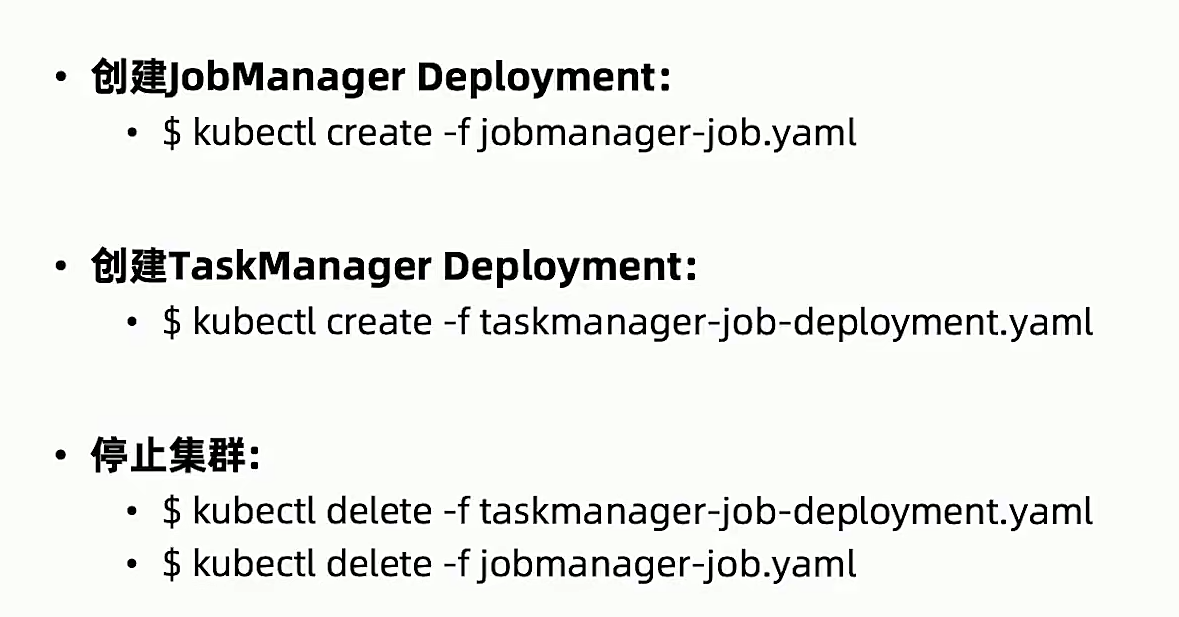 • 创建JobManager Deployment:
• $ kubectl create -f jobmanager-job.yaml
• 创建TaskManager Deployment:
• $ kubectl create -f taskmanager-job-deployment.yaml
• 停止集群:
• $ kubectl delete -f taskmanager-job-deployment.yaml
• $ kubectl delete -f jobmanager-job.yaml